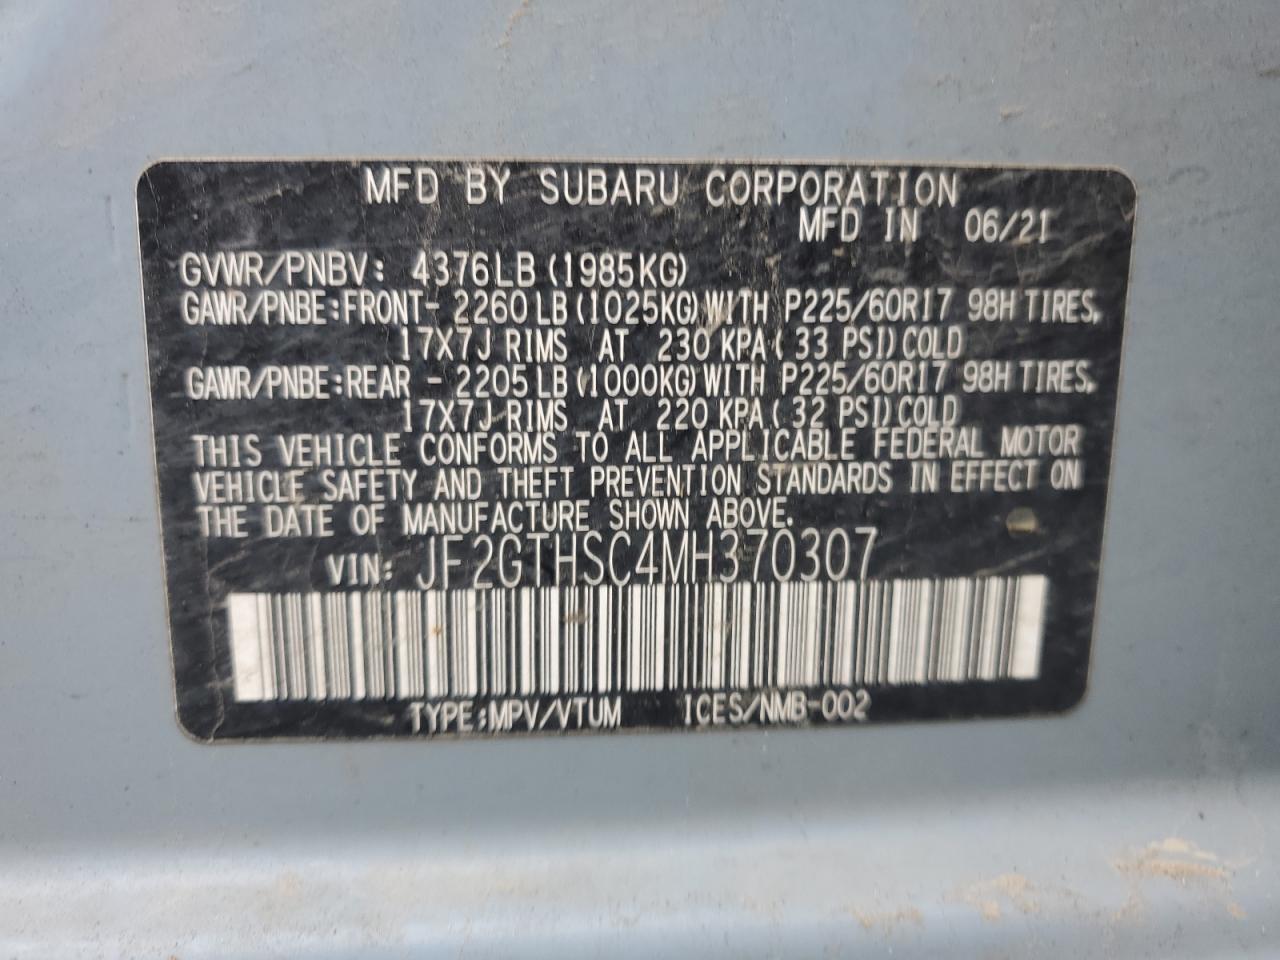 MFD BY SUBARU CORPORATION
MFD IN 06/21
GVWR/PNBV: 4376LB (1985KG)
GAWR/PNBE:FRONT- 2260 LB (1025KG) WITH P225/60R17 98H TIRES,
17X7J RIMS AT 230 KPA ( 33 PSI) COLD
GAWR/PNBE:REAR - 2205 LB (1000KG) WITH P225/60R17 98H TIRES,
17X7J RIMS AT 220 KPA ( 32 PSI) COLD
THIS VEHICLE CONFORMS TO ALL APPLICABLE FEDERAL MOTOR
VEHICLE SAFETY AND THEFT PREVENTION STANDARDS IN EFFECT ON
THE DATE OF MANUFACTURE SHOWN ABOVE.
VIN: JF2GTHSC4MH370307
TYPE:MPV/VTUM ICES/NMB-002